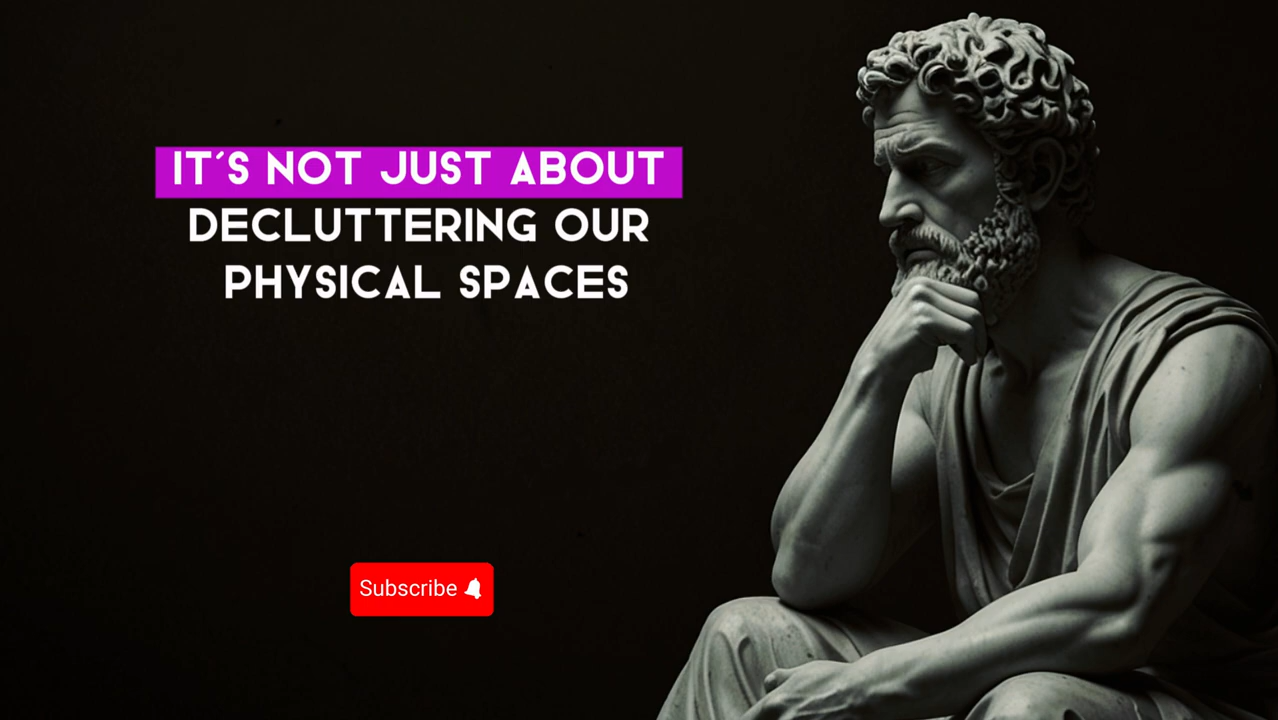 IT'S NOT JUST ABOUT
DECLUTTERING OUR
PHYSICAL SPACES
Subscribe